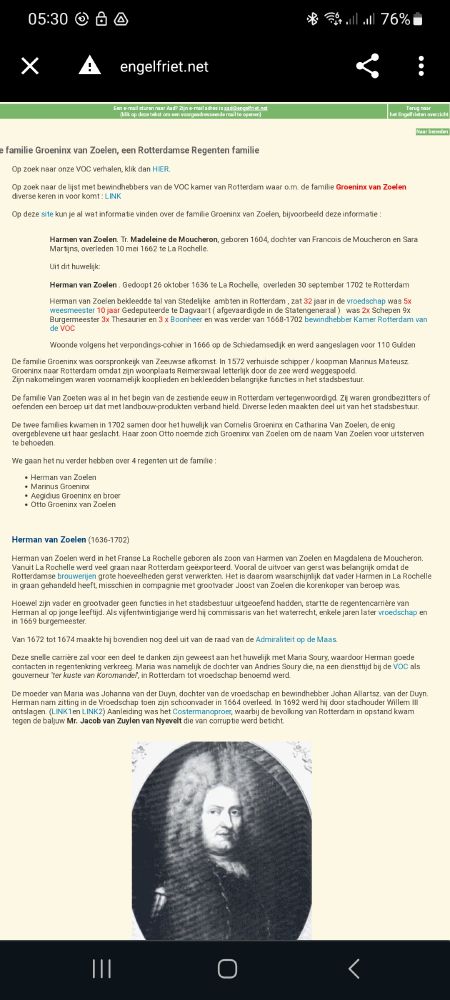 05:30
76%
engelfriet.net
Een e-mail sturen naar Aad? Zijn e-mail adres is aad@engelfriet.net
(klik op deze tekst om een voorgeadresseerde mail te openen)
Terug naar
het Engelfrieten overzicht
Naar beneden
e familie Groeninx van Zoelen, een Rotterdamse Regenten familie
Op zoek naar onze VOC verhalen, klik dan HIER.
Op zoek naar de lijst met bewindhebbers van de VOC kamer van Rotterdam waar o.m. de familie Groeninx van Zoelen
diverse keren in voor komt : LINK
Op deze site kun je al wat informatie vinden over de familie Groeninx van Zoelen, bijvoorbeeld deze informatie :
Harmen van Zoelen. Tr. Madeleine de Moucheron, geboren 1604, dochter van Francois de Moucheron en Sara
Martijns, overleden 10 mei 1662 te La Rochelle.
Uit dit huwelijk:
Herman van Zoelen . Gedoopt 26 oktober 1636 te La Rochelle, overleden 30 september 1702 te Rotterdam
Herman van Zoelen bekleedde tal van Stedelijke ambten in Rotterdam , zat 32 jaar in de vroedschap was 5x
weesmeester 10 jaar Gedeputeerde te Dagvaart ( afgevaardigde in de Statengeneraal ) was 2x Schepen 9x
Burgemeester 3x Thesaurier en 3 x Boonheer en was verder van 1668-1702 bewindhebber Kamer Rotterdam van
de VOC
Woonde volgens het verpondings-cohier in 1666 op de Schiedamsedijk en werd aangeslagen voor 110 Gulden
De familie Groeninx was oorspronkeijk van Zeeuwse afkomst. In 1572 verhuisde schipper / koopman Marinus Mateusz.
Groeninx naar Rotterdam omdat zijn woonplaats Reimerswaal letterlijk door de zee werd weggespoeld.
Zijn nakomelingen waren voornamelijk kooplieden en bekleedden belangrijke functies in het stadsbestuur.
De familie Van Zoelen was al in het begin van de zestiende eeuw in Rotterdam vertegenwoordigd. Zij waren grondbezitters of
oefenden een beroep uit dat met landbouw-produkten verband hield. Diverse leden maakten deel uit van het stadsbestuur.
De twee families kwamen in 1702 samen door het huwelijk van Cornelis Groeninx en Catharina Van Zoelen, de enig
overgeblevene uit haar geslacht. Haar zoon Otto noemde zich Groeninx van Zoelen om de naam Van Zoelen voor uitsterven
te behoeden.
We gaan het nu verder hebben over 4 regenten uit de familie :
• Herman van Zoelen
• Marinus Groeninx
• Aegidius Groeninx en broer
• Otto Groeninx van Zoelen
Herman van Zoelen (1636-1702)
Herman van Zoelen werd in het Franse La Rochelle geboren als zoon van Harmen van Zoelen en Magdalena de Moucheron.
Vanuit La Rochelle werd veel graan naar Rotterdam geëxporteerd. Vooral de uitvoer van gerst was belangrijk omdat de
Rotterdamse brouwerijen grote hoeveelheden gerst verwerkten. Het is daarom waarschijnlijk dat vader Harmen in La Rochelle
in graan gehandeld heeft, misschien in compagnie met grootvader Joost van Zoelen die korenkoper van beroep was.
Hoewel zijn vader en grootvader geen functies in het stadsbestuur uitgeoefend hadden, startte de regentencarrière van
Herman al op jonge leeftijd. Als vijfentwintigjarige werd hij commissaris van het waterrecht, enkele jaren later vroedschap en
in 1669 burgemeester.
Van 1672 tot 1674 maakte hij bovendien nog deel uit van de raad van de Admiraliteit op de Maas.
Deze snelle carrière zal voor een deel te danken zijn geweest aan het huwelijk met Maria Soury, waardoor Herman goede
contacten in regentenkring verkreeg. Maria was namelijk de dochter van Andries Soury die, na een diensttijd bij de VOC als
gouverneur 'ter kuste van Koromandel', in Rotterdam tot vroedschap benoemd werd.
De moeder van Maria was Johanna van der Duyn, dochter van de vroedschap en bewindhebber Johan Allartsz. van der Duyn.
Herman nam zitting in de Vroedschap toen zijn schoonvader in 1664 overleed. In 1692 werd hij door stadhouder Willem III
ontslagen. (LINK1en LINK2) Aanleiding was het Costermanoproer, waarbij de bevolking van Rotterdam in opstand kwam
tegen de baljuw Mr. Jacob van Zuylen van Nyevelt die van corruptie werd beticht.